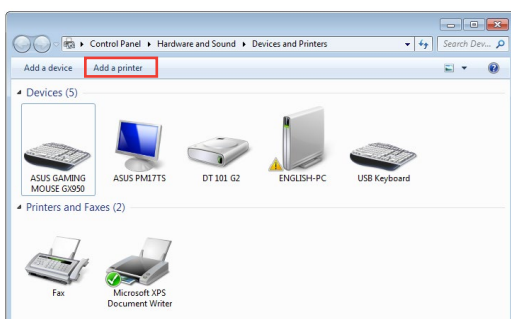 Control Panel ▸ Hardware and Sound ▸ Devices and Printers
Search Dev...
Add a device
Add a printer
Devices (5)
ASUS GAMING
MOUSE GX950
ASUS PM17TS
DT 101 G2
ENGLISH-PC
USB Keyboard
Printers and Faxes (2)
Fax
Microsoft XPS
Document Writer